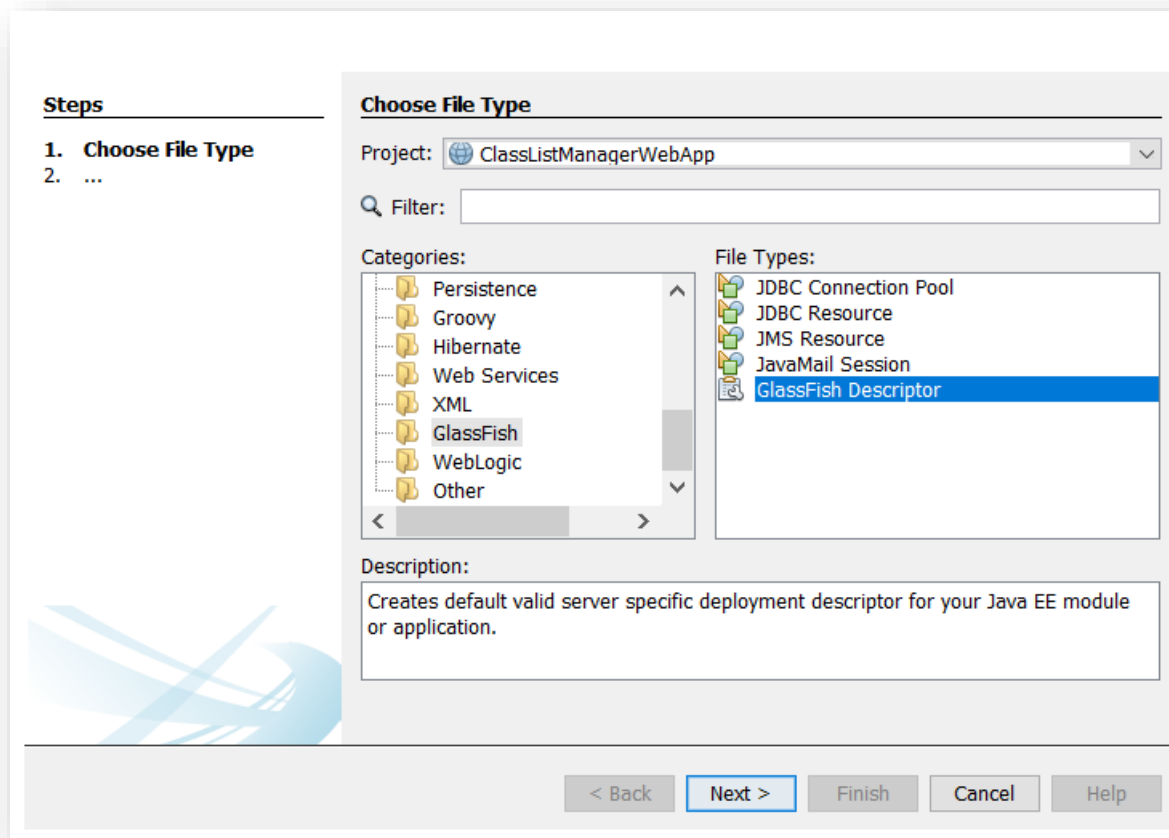 Steps
1. Choose File Type
2. ...
Choose File Type
Project: ClassListManagerWebApp
Filter:
Categories:
Persistence
Groovy
Hibernate
Web Services
XML
GlassFish
WebLogic
Other
File Types:
JDBC Connection Pool
JDBC Resource
JMS Resource
JavaMail Session
GlassFish Descriptor
Description:
Creates default valid server specific deployment descriptor for your Java EE module
or application.
< Back Next > Finish Cancel Help